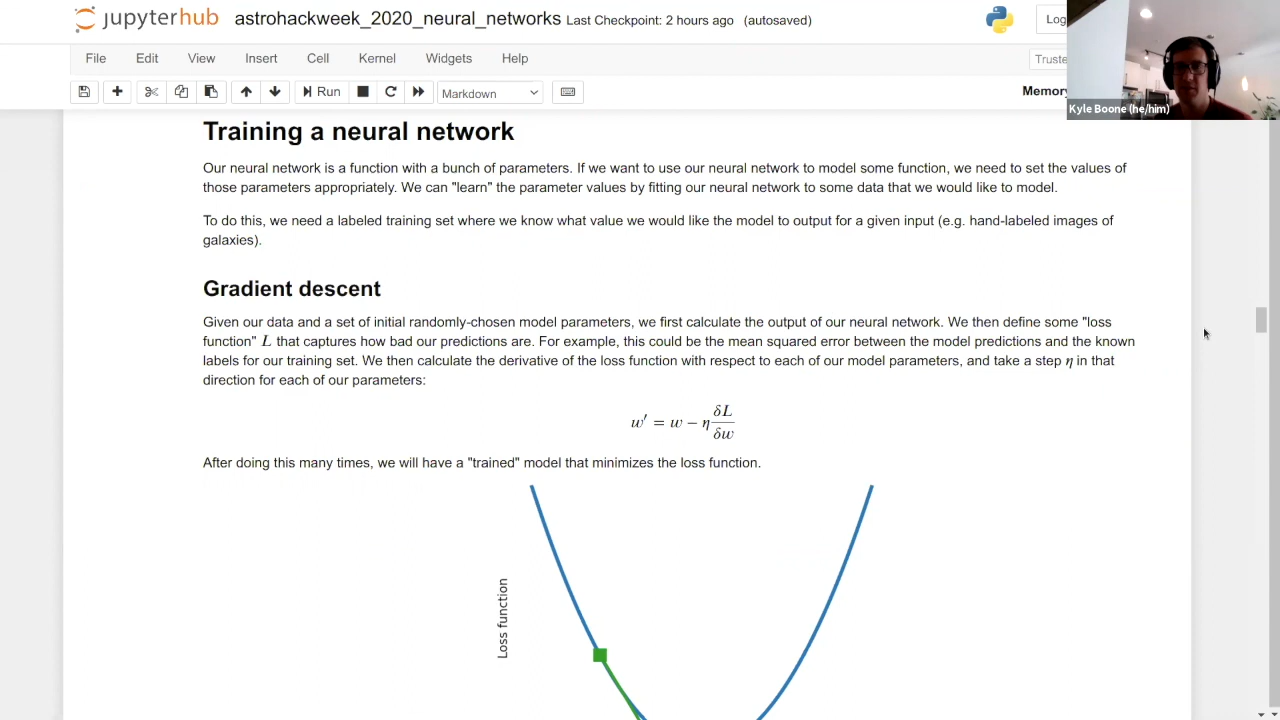 jupyterhub astrohackweek_2020_neural_networks Last Checkpoint: 2 hours ago (autosaved)
Log
File Edit View Insert Cell Kernel Widgets Help
Run Markdown
Kyle Boone (he/him)
Training a neural network
Our neural network is a function with a bunch of parameters. If we want to use our neural network to model some function, we need to set the values of
those parameters appropriately. We can "learn" the parameter values by fitting our neural network to some data that we would like to model.
To do this, we need a labeled training set where we know what value we would like the model to output for a given input (e.g. hand-labeled images of
galaxies).
Gradient descent
Given our data and a set of initial randomly-chosen model parameters, we first calculate the output of our neural network. We then define some "loss
function" L that captures how bad our predictions are. For example, this could be the mean squared error between the model predictions and the known
labels for our training set. We then calculate the derivative of the loss function with respect to each of our model parameters, and take a step η in that
direction for each of our parameters:
w′ = w − η δL/δw
After doing this many times, we will have a "trained" model that minimizes the loss function.
Loss function